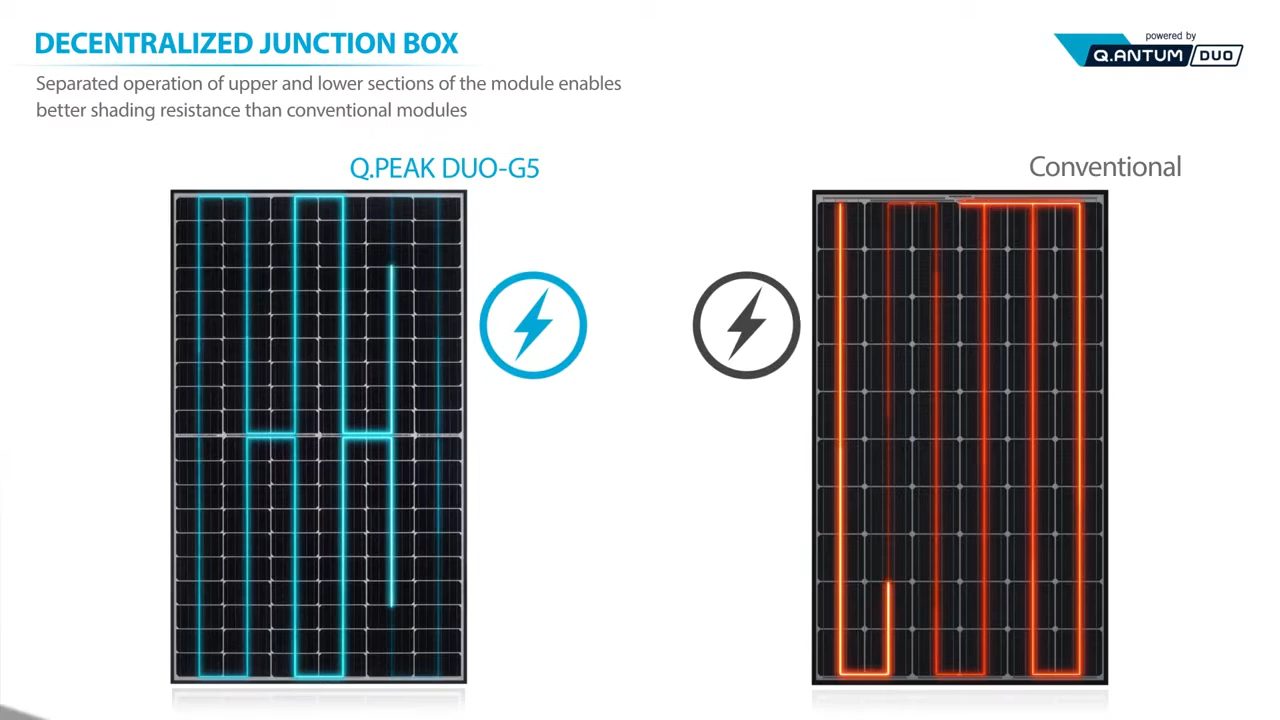 DECENTRALIZED JUNCTION BOX
Separated operation of upper and lower sections of the module enables
better shading resistance than conventional modules
powered by
Q.ANTUM DUO
Q.PEAK DUO-G5
Conventional